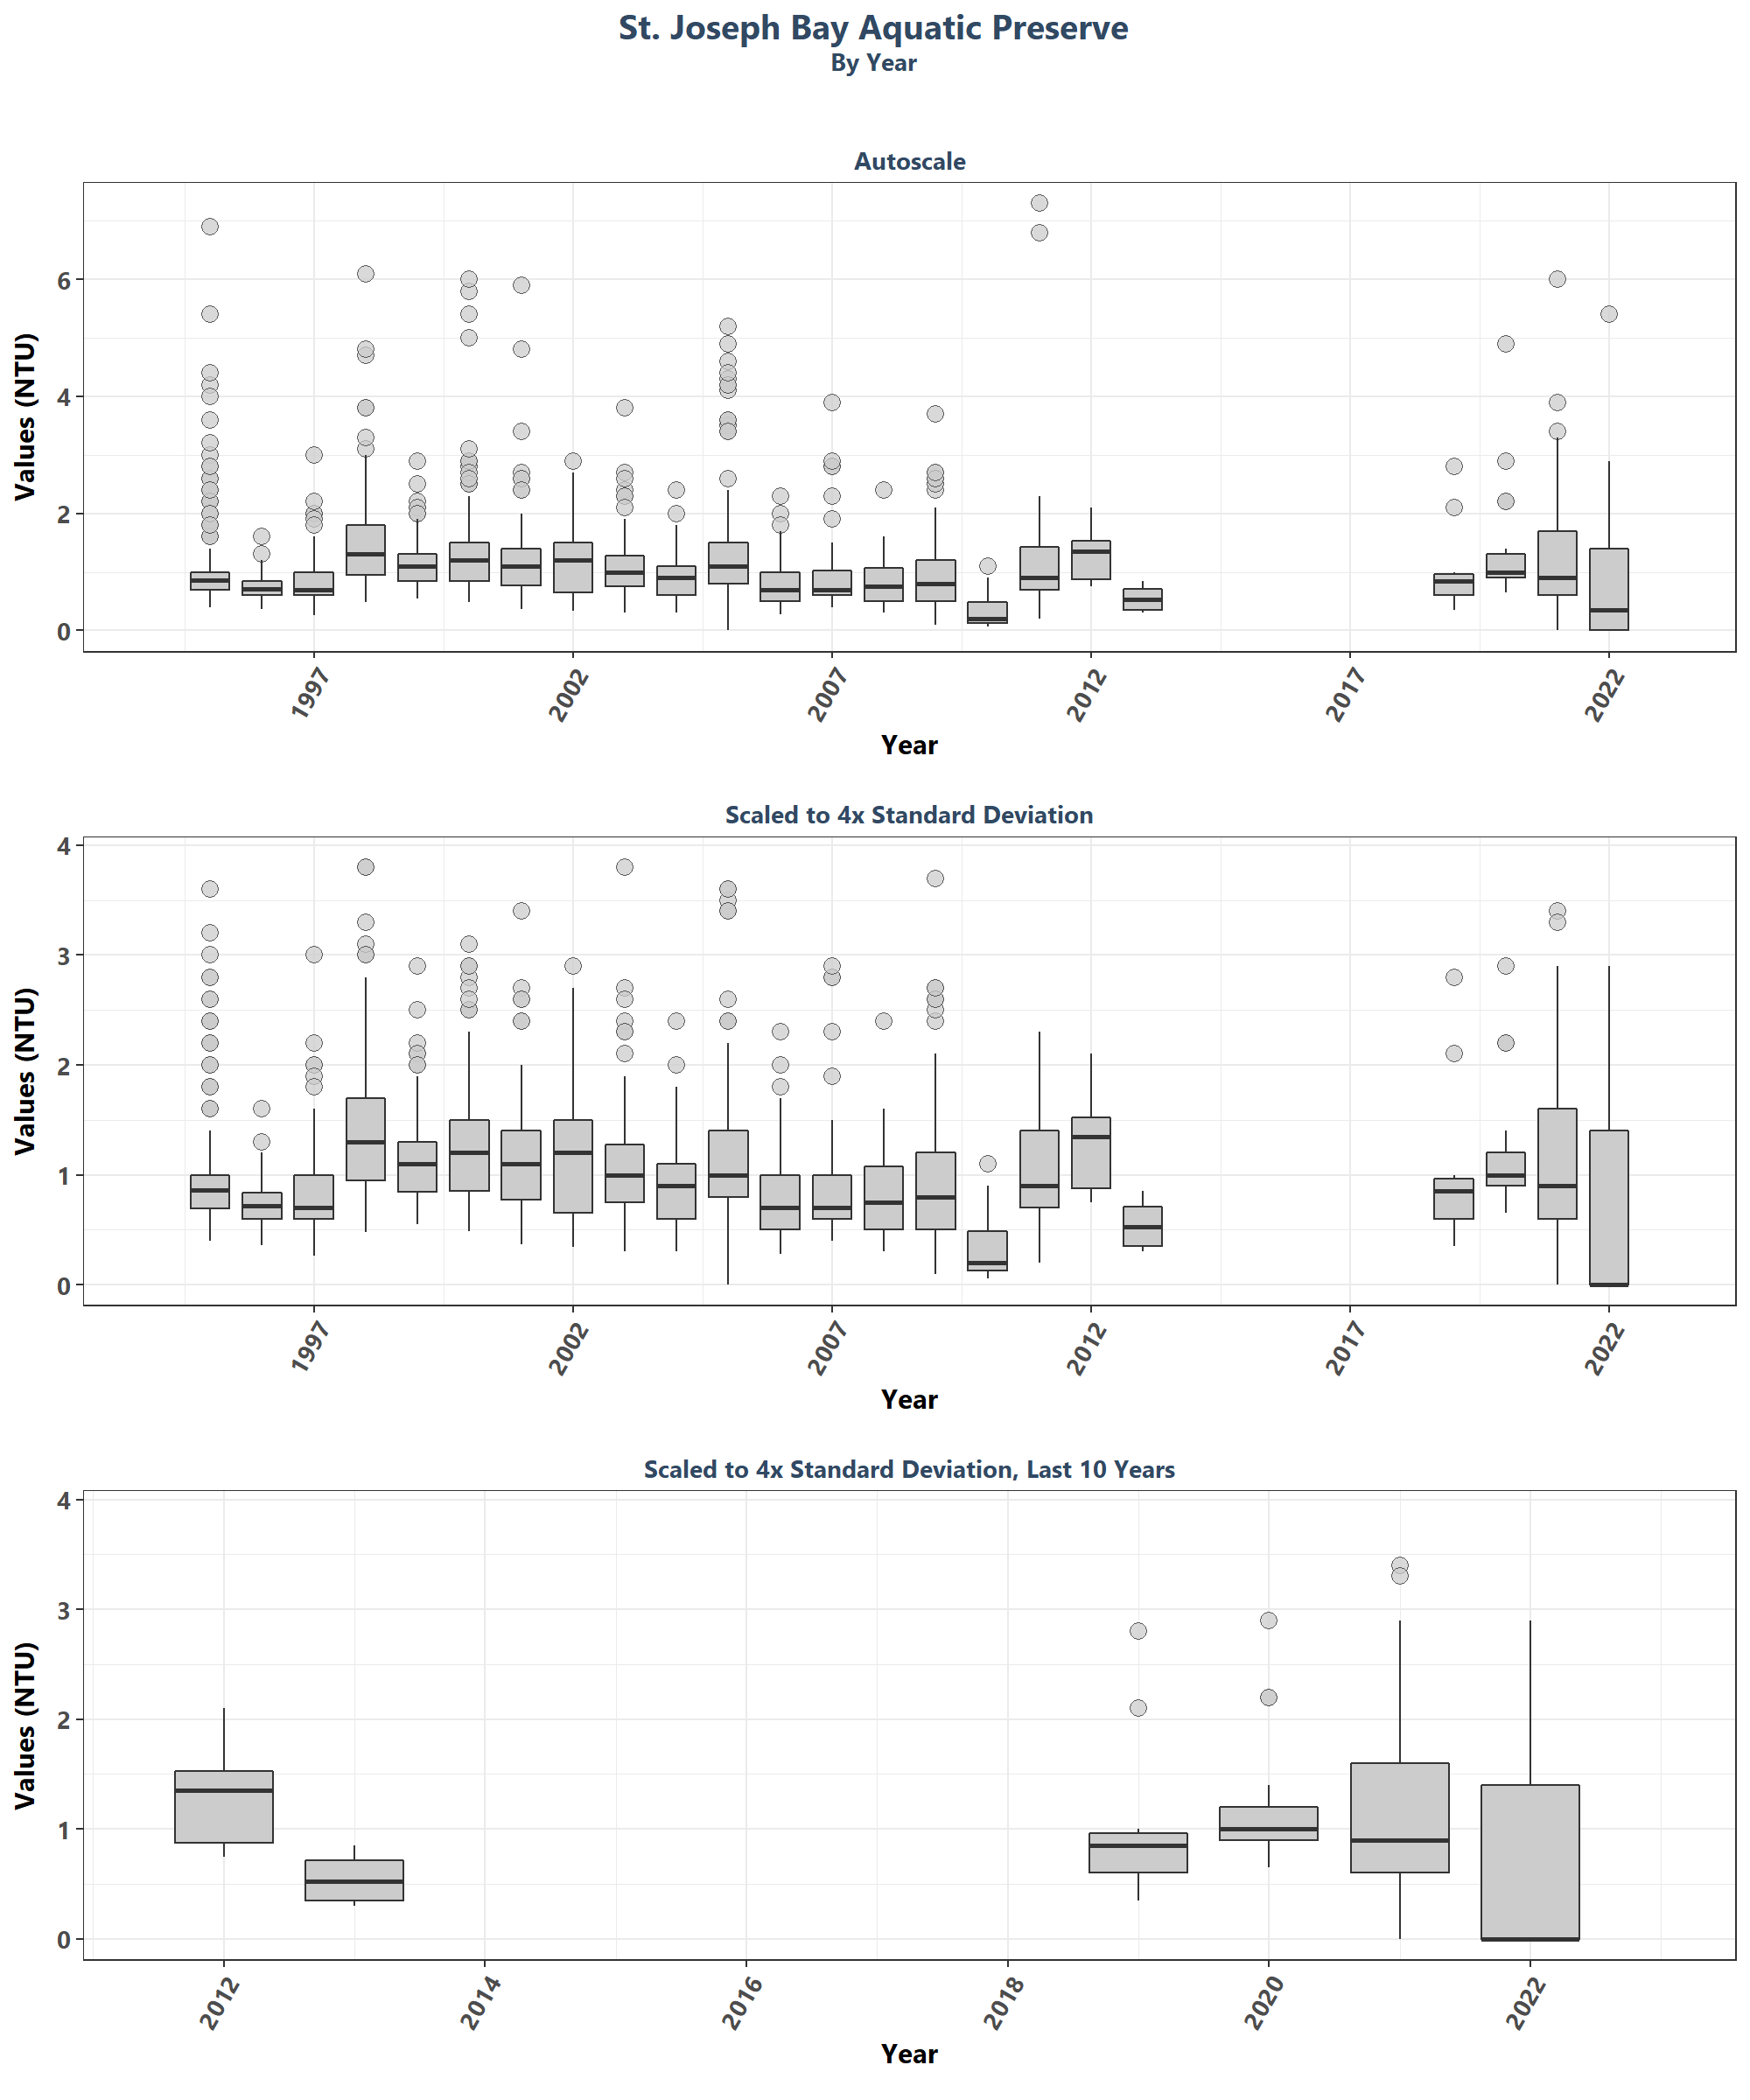 St. Joseph Bay Aquatic Preserve
By Year
Autoscale
Values (NTU)
6
4
2
0
1997 2002 2007 2012 2017 2022
Year
Scaled to 4x Standard Deviation
Values (NTU)
4
3
2
1
0
1997 2002 2007 2012 2017 2022
Year
Scaled to 4x Standard Deviation, Last 10 Years
Values (NTU)
4
3
2
1
0
2012 2014 2016 2018 2020 2022
Year